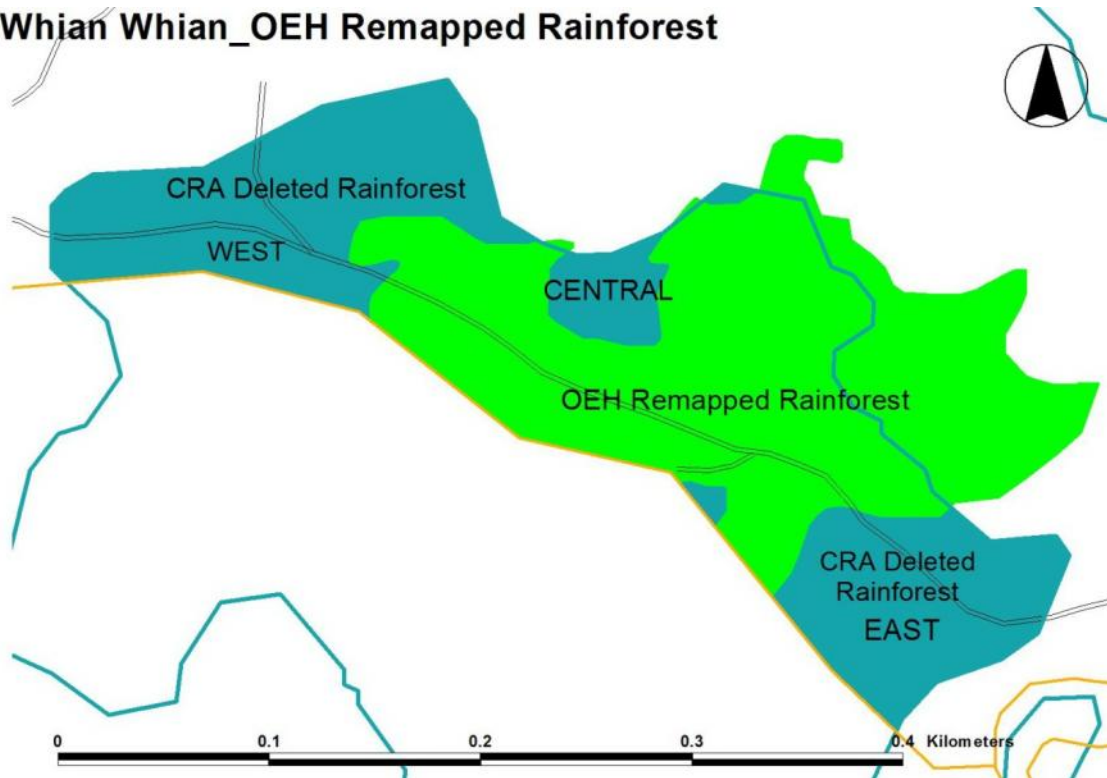 Whian Whian_OEH Remapped Rainforest
CRA Deleted Rainforest
WEST
CENTRAL
OEH Remapped Rainforest
CRA Deleted
Rainforest
EAST
0 0.1 0.2 0.3 0.4 Kilometers